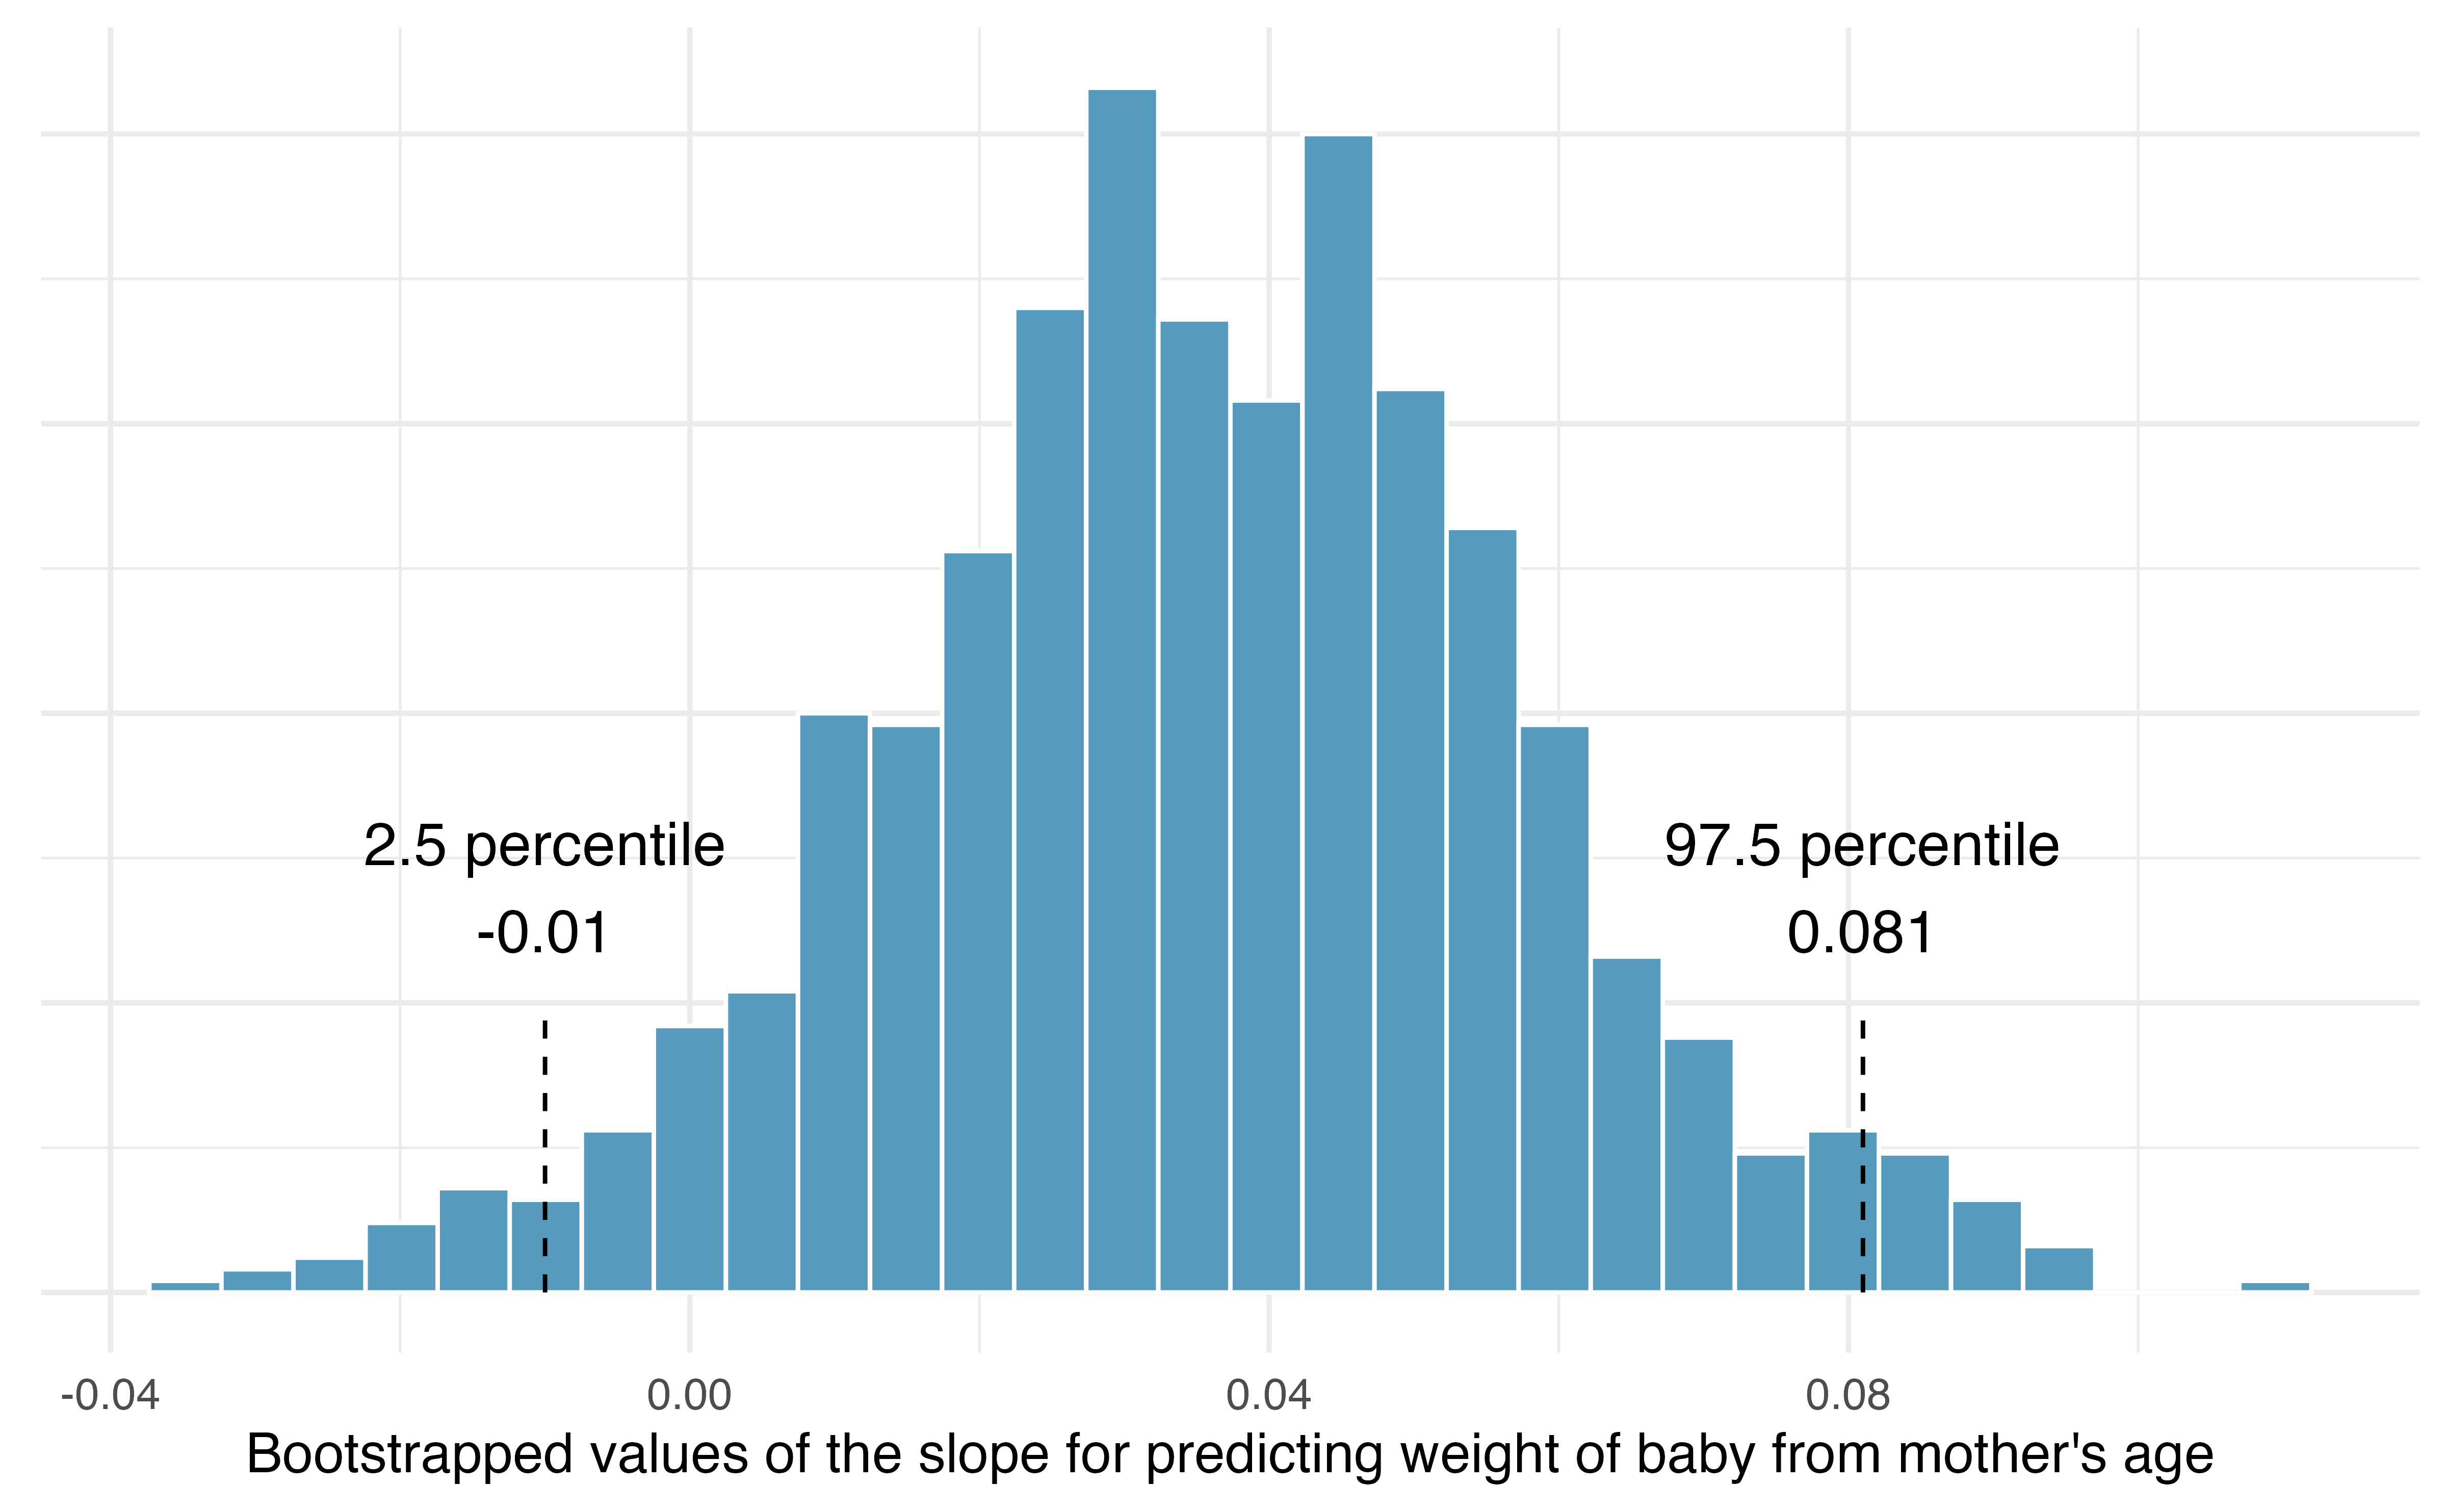 2.5 percentile
-0.01
97.5 percentile
0.081
-0.04
0.00
0.04
0.08
Bootstrapped values of the slope for predicting weight of baby from mother's age